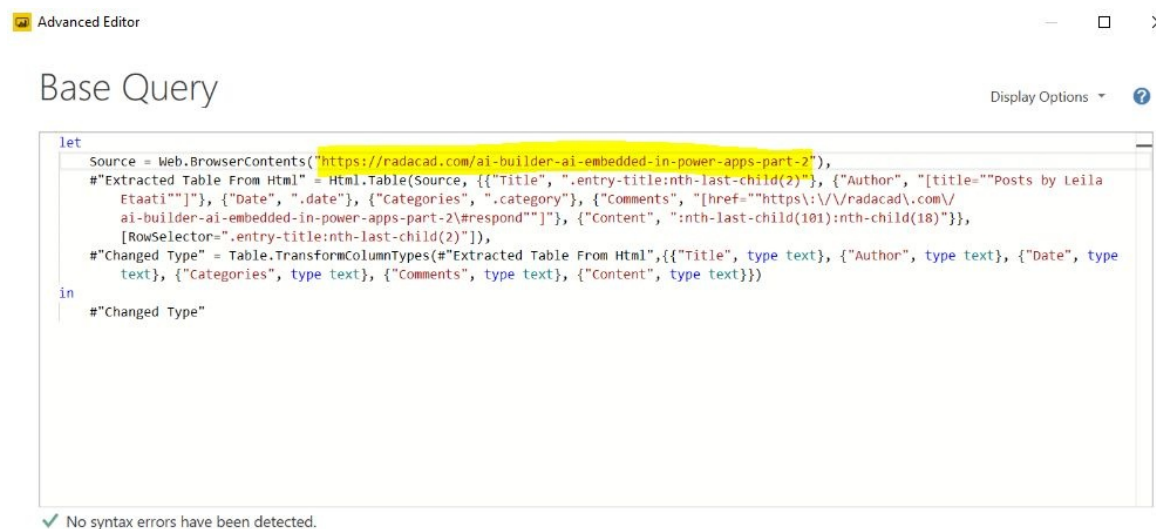 Advanced Editor
Base Query
Display Options
let
Source = Web.BrowserContents("https://radacad.com/ai-builder-ai-embedded-in-power-apps-part-2"),
#"Extracted Table From Html" = Html.Table(Source, {{"Title", ".entry-title:nth-last-child(2)"}, {"Author", "[title=""Posts by Leila
Etaati""]"}, {"Date", ".date"}, {"Categories", ".category"}, {"Comments", "[href=""https\:\/\/radacad\.com\/
ai-builder-ai-embedded-in-power-apps-part-2\#respond""]"}, {"Content", ":nth-last-child(101):nth-child(18)"}},
[RowSelector=".entry-title:nth-last-child(2)"]),
#"Changed Type" = Table.TransformColumnTypes(#"Extracted Table From Html",{{"Title", type text}, {"Author", type text}, {"Date", type
text}, {"Categories", type text}, {"Comments", type text}, {"Content", type text}})
in
#"Changed Type"
No syntax errors have been detected.